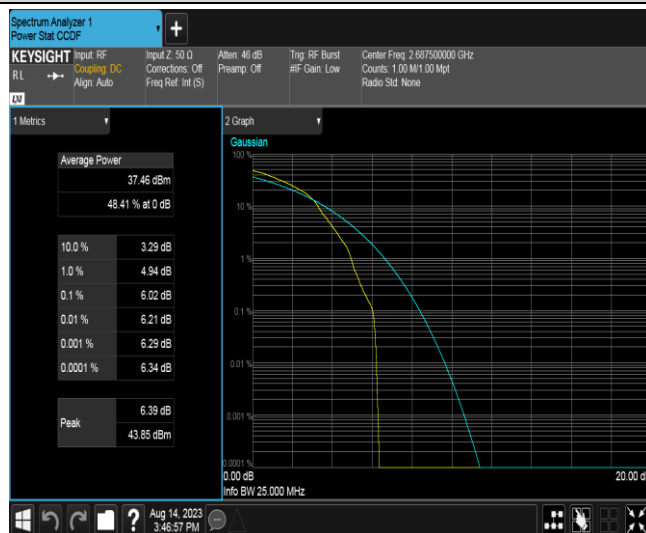 Spectrum Analyzer 1
Power Stat CCDF
KEYSIGHT
RL
LXI
Input: RF
Coupling: DC
Align: Auto
Input Z: 50 Ω
Corrections: Off
Freq Ref: Int (S)
Atten: 46 dB
Preamp: Off
Trig: RF Burst
#IF Gain: Low
Center Freq: 2.687500000 GHz
Counts: 1.00 M/1.00 Mpt
Radio Std: None
1 Metrics
Average Power
37.46 dBm
48.41 % at 0 dB
10.0 % 3.29 dB
1.0 % 4.94 dB
0.1 % 6.02 dB
0.01 % 6.21 dB
0.001 % 6.29 dB
0.0001 % 6.34 dB
Peak
6.39 dB
43.85 dBm
2 Graph
Gaussian
100 %
10 %
1 %
0.1 %
0.01 %
0.001 %
0.0001 %
0.00 dB
20.00 d
Info BW 25.000 MHz
?
Aug 14, 2023
3:46:57 PM